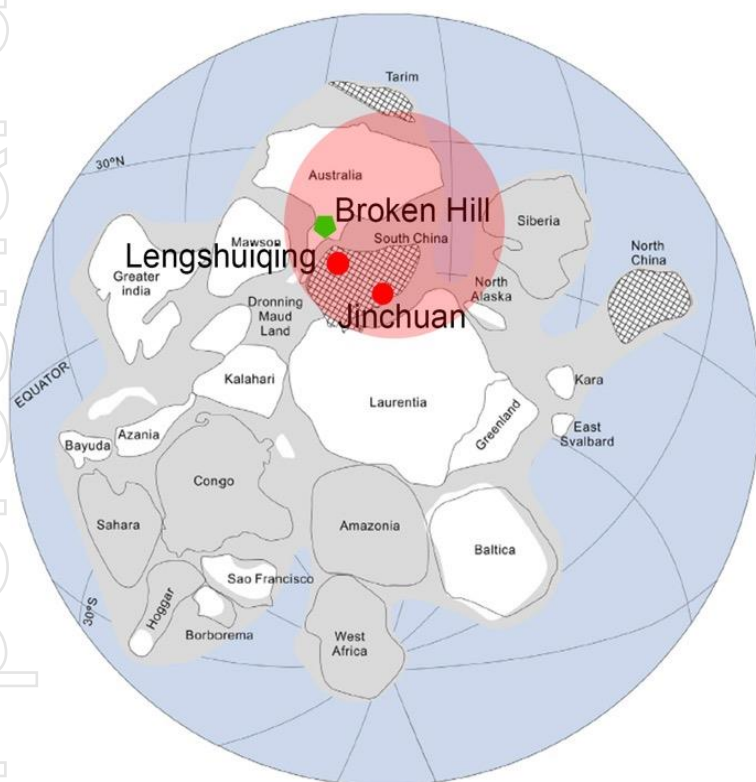 Tarim
30°N
Australia
Broken Hill
Siberia
South China
Mawson
Lengshuiqing
North
China
Greater
india
North
Alaska
Dronning
Maud
Land
Jinchuan
EQUATOR
Kalahari
Laurentia
Kara
Greenland
East
Svalbard
Bayuda
Azania
Congo
Sahara
Amazonia
Baltica
Sao Francisco
Hoggar
30°S
Borborema
West
Africa